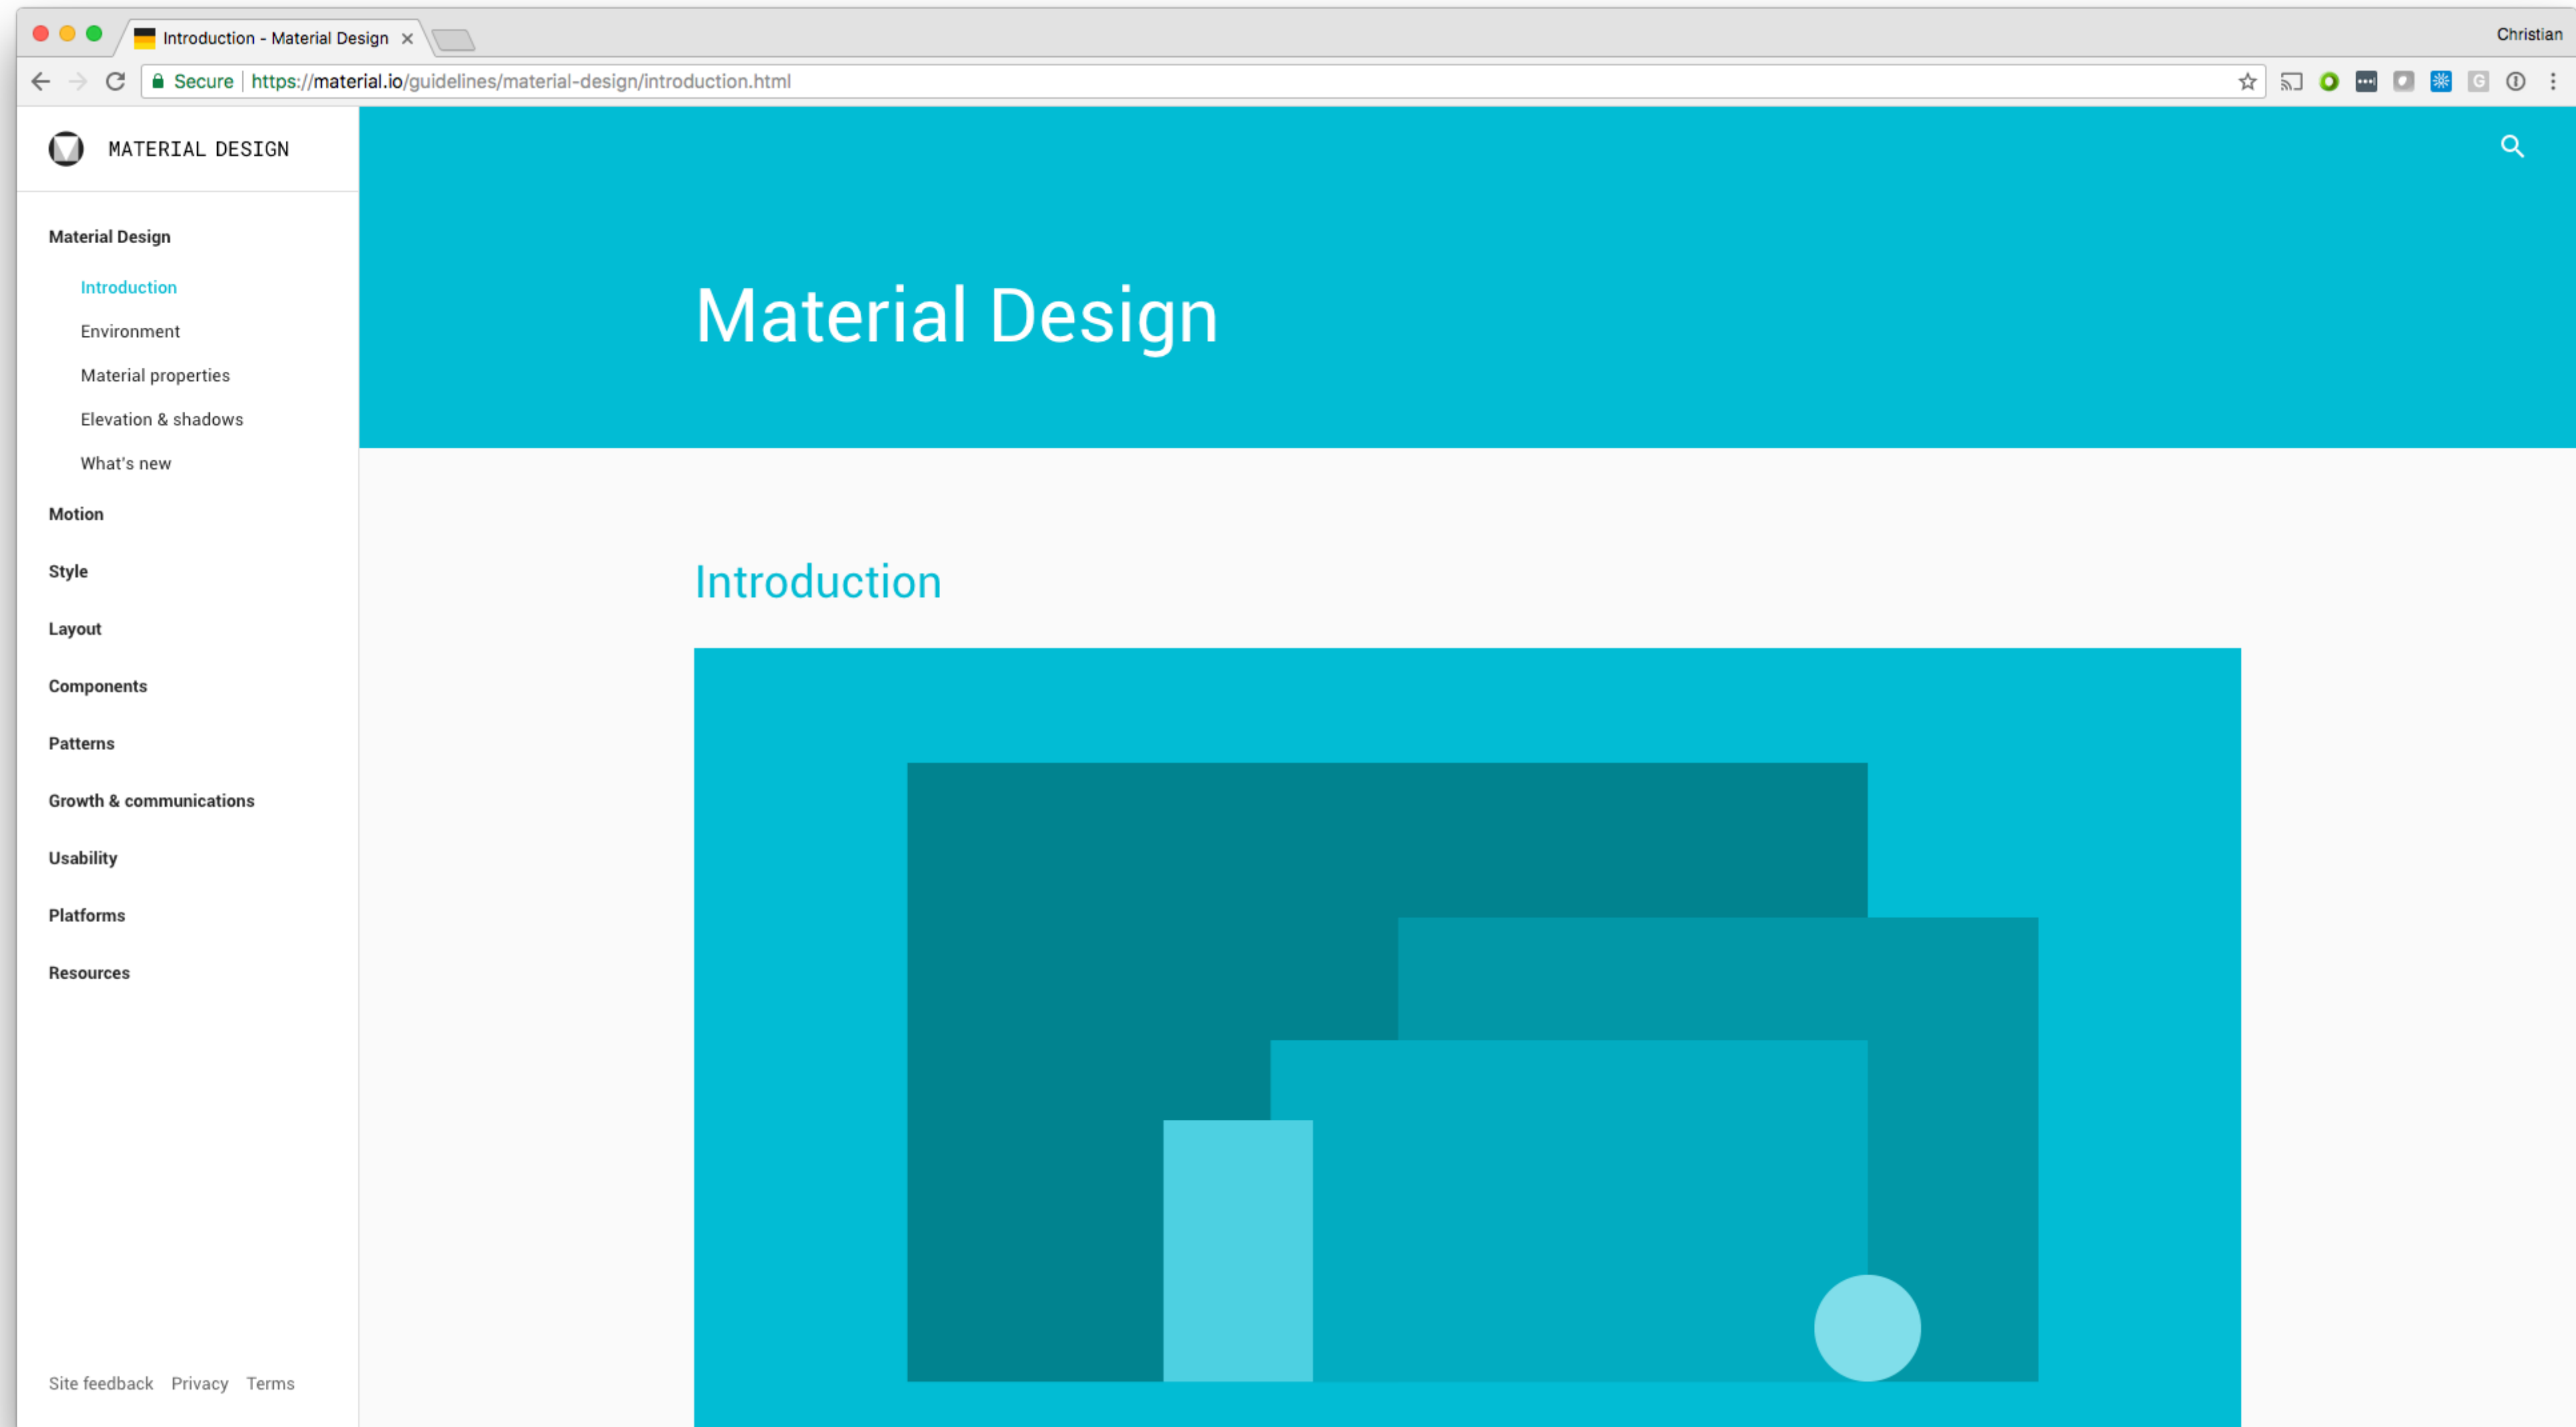 Introduction - Material Design
Christian
Secure https://material.io/guidelines/material-design/introduction.html
G
MATERIAL DESIGN
Material Design
Introduction
Environment
Material properties
Elevation & shadows
What's new
Motion
Style
Layout
Components
Patterns
Growth & communications
Usability
Platforms
Resources
Site feedback Privacy Terms
Material Design
Introduction